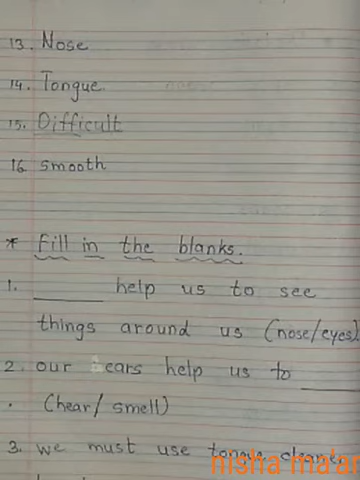 13. Nose
14. Tongue
15. Difficult
16. smooth
* Fill in the blanks.
1. ______ help us to see
things around us (nose/eyes)
2. our ears help us to ______
. (hear/ smell)
3. we must use tongue cleaner
nisha ma'am